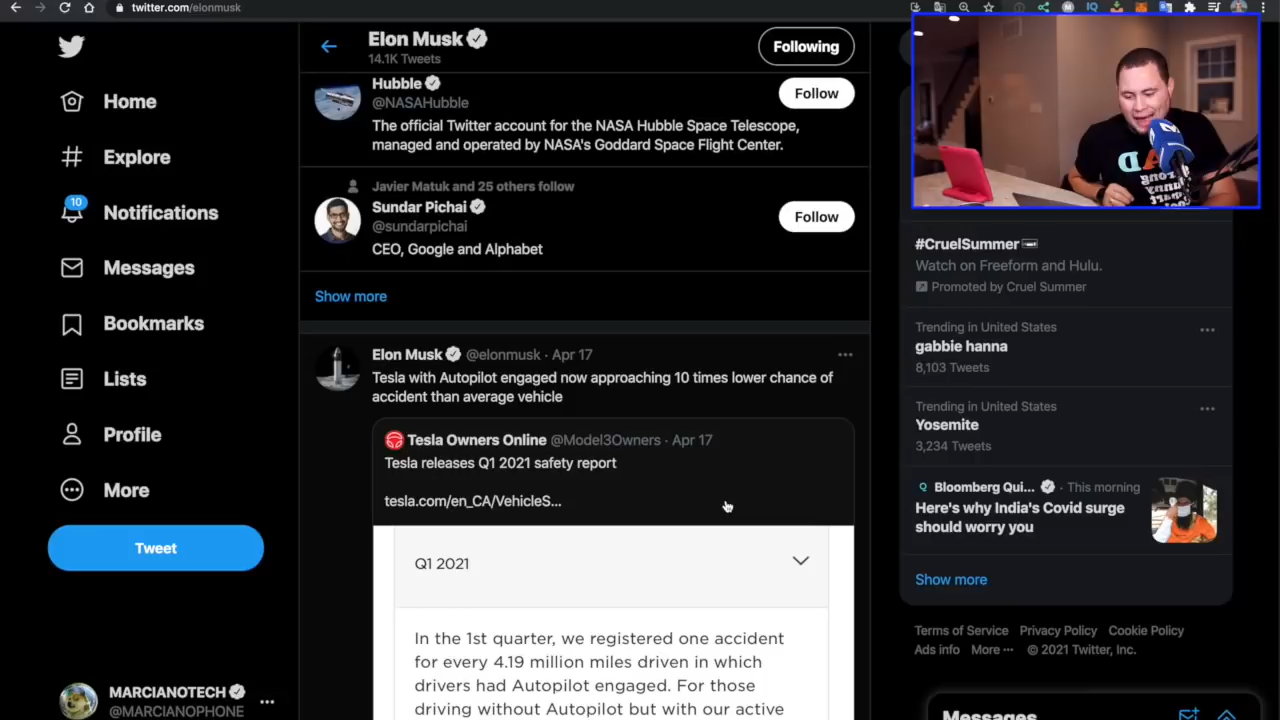 twitter.com/elonmusk
Home
Explore
10
Notifications
Messages
Bookmarks
Lists
Profile
More
Tweet
MARCIANOTECH
@MARCIANOPHONE
Elon Musk
14.1K Tweets
Following
Hubble
@NASAHubble
Follow
The official Twitter account for the NASA Hubble Space Telescope,
managed and operated by NASA's Goddard Space Flight Center.
Javier Matuk and 25 others follow
Sundar Pichai
@sundarpichai
Follow
CEO, Google and Alphabet
Show more
Elon Musk @elonmusk · Apr 17
Tesla with Autopilot engaged now approaching 10 times lower chance of
accident than average vehicle
Tesla Owners Online @Model3Owners · Apr 17
Tesla releases Q1 2021 safety report
tesla.com/en_CA/VehicleS...
Q1 2021
In the 1st quarter, we registered one accident
for every 4.19 million miles driven in which
drivers had Autopilot engaged. For those
driving without Autopilot but with our active
#CruelSummer
Watch on Freeform and Hulu.
Promoted by Cruel Summer
Trending in United States
gabbie hanna
8,103 Tweets
Trending in United States
Yosemite
3,234 Tweets
Bloomberg Qui... · This morning
Here's why India's Covid surge
should worry you
Show more
Terms of Service Privacy Policy Cookie Policy
Ads info More ··· © 2021 Twitter, Inc.
Messages